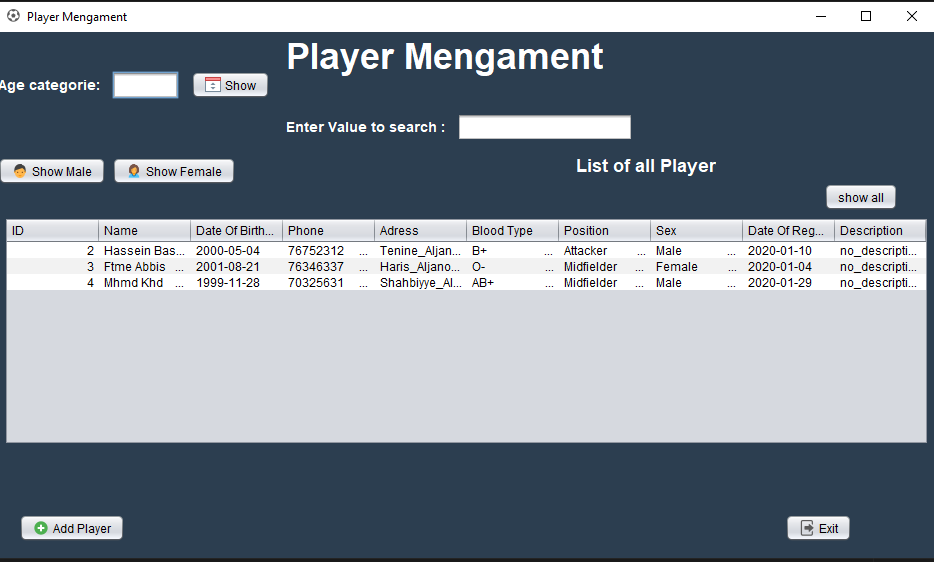 Player Mengament
Player Mengament
Age categorie: Show
Enter Value to search :
Show Male Show Female List of all Player
show all
ID Name Date Of Birth... Phone Adress Blood Type Position Sex Date Of Reg... Description
2 Hassein Bas... 2000-05-04 76752312 ... Tenine_Aljan... B+ ... Attacker ... Male ... 2020-01-10 no_descripti...
3 Ftme Abbis ... 2001-08-21 76346337 ... Haris_Aljano... O- ... Midfielder ... Female ... 2020-01-04 no_descripti...
4 Mhmd Khd ... 1999-11-28 70325631 ... Shahbiyye_Al... AB+ ... Midfielder ... Male ... 2020-01-29 no_descripti...
Add Player Exit